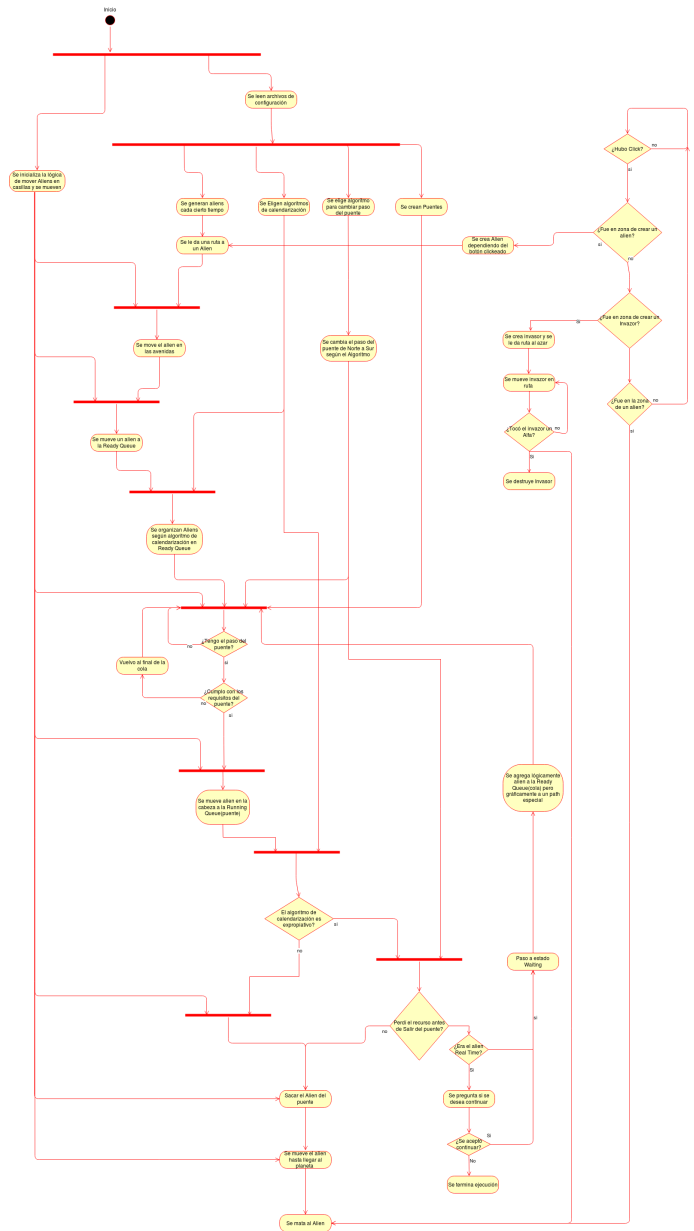 Inicio
Se leen archivos de
configuración
¿Hubo Click?
no
si
Se inicializa la lógica
de mover Aliens en
casillas y se mueven
Se generan aliens
cada cierto tiempo
Se Eligen algoritmos
de calendarización
Se elige algoritmo
para cambiar paso
del puente
Se crean Puentes
¿Fue en zona de crear un
alien?
si
no
Se le da una ruta a
un Alien
Se crea Alien
dependiendo del
botón clickeado
¿Fue en zona de crear un
Invazor?
si
Se crea invasor y se
le da ruta al azar
Se move el alien en
las avenidas
Se cambia el paso del
puente de Norte a Sur
según el Algoritmo
Se mueve invazor en
ruta
¿Fue en la zona
de un alien?
no
si
¿Tocó el invazor un
Alfa?
no
Si
Se mueve un alien a
la Ready Queue
Se destruye invasor
Se organizan Aliens
segun algoritmo de
calendarización en
Ready Queue
¿Tengo el paso del
puente?
no
si
Vuelvo al final de la
cola
¿Cumplo con los
requisitos del
puente?
no
si
Se agrega lógicamente
alien a la Ready
Queue(cola) pero
gráficamente a un path
especial
Se mueve alien en la
cabeza a la Running
Queue(puente)
El algoritmo de
calendarización es
expropiativo?
si
no
Paso a estado
Waiting
si
Perdí el recurso antes
de Salir del puente?
no
¿Era el alien
Real Time?
Si
Sacar el Alien del
puente
Se pregunta si se
desea continuar
¿Se aceptó
continuar?
Si
No
Se mueve el alien
hasta llegar al
planeta
Se termina ejecución
Se mata al Alien